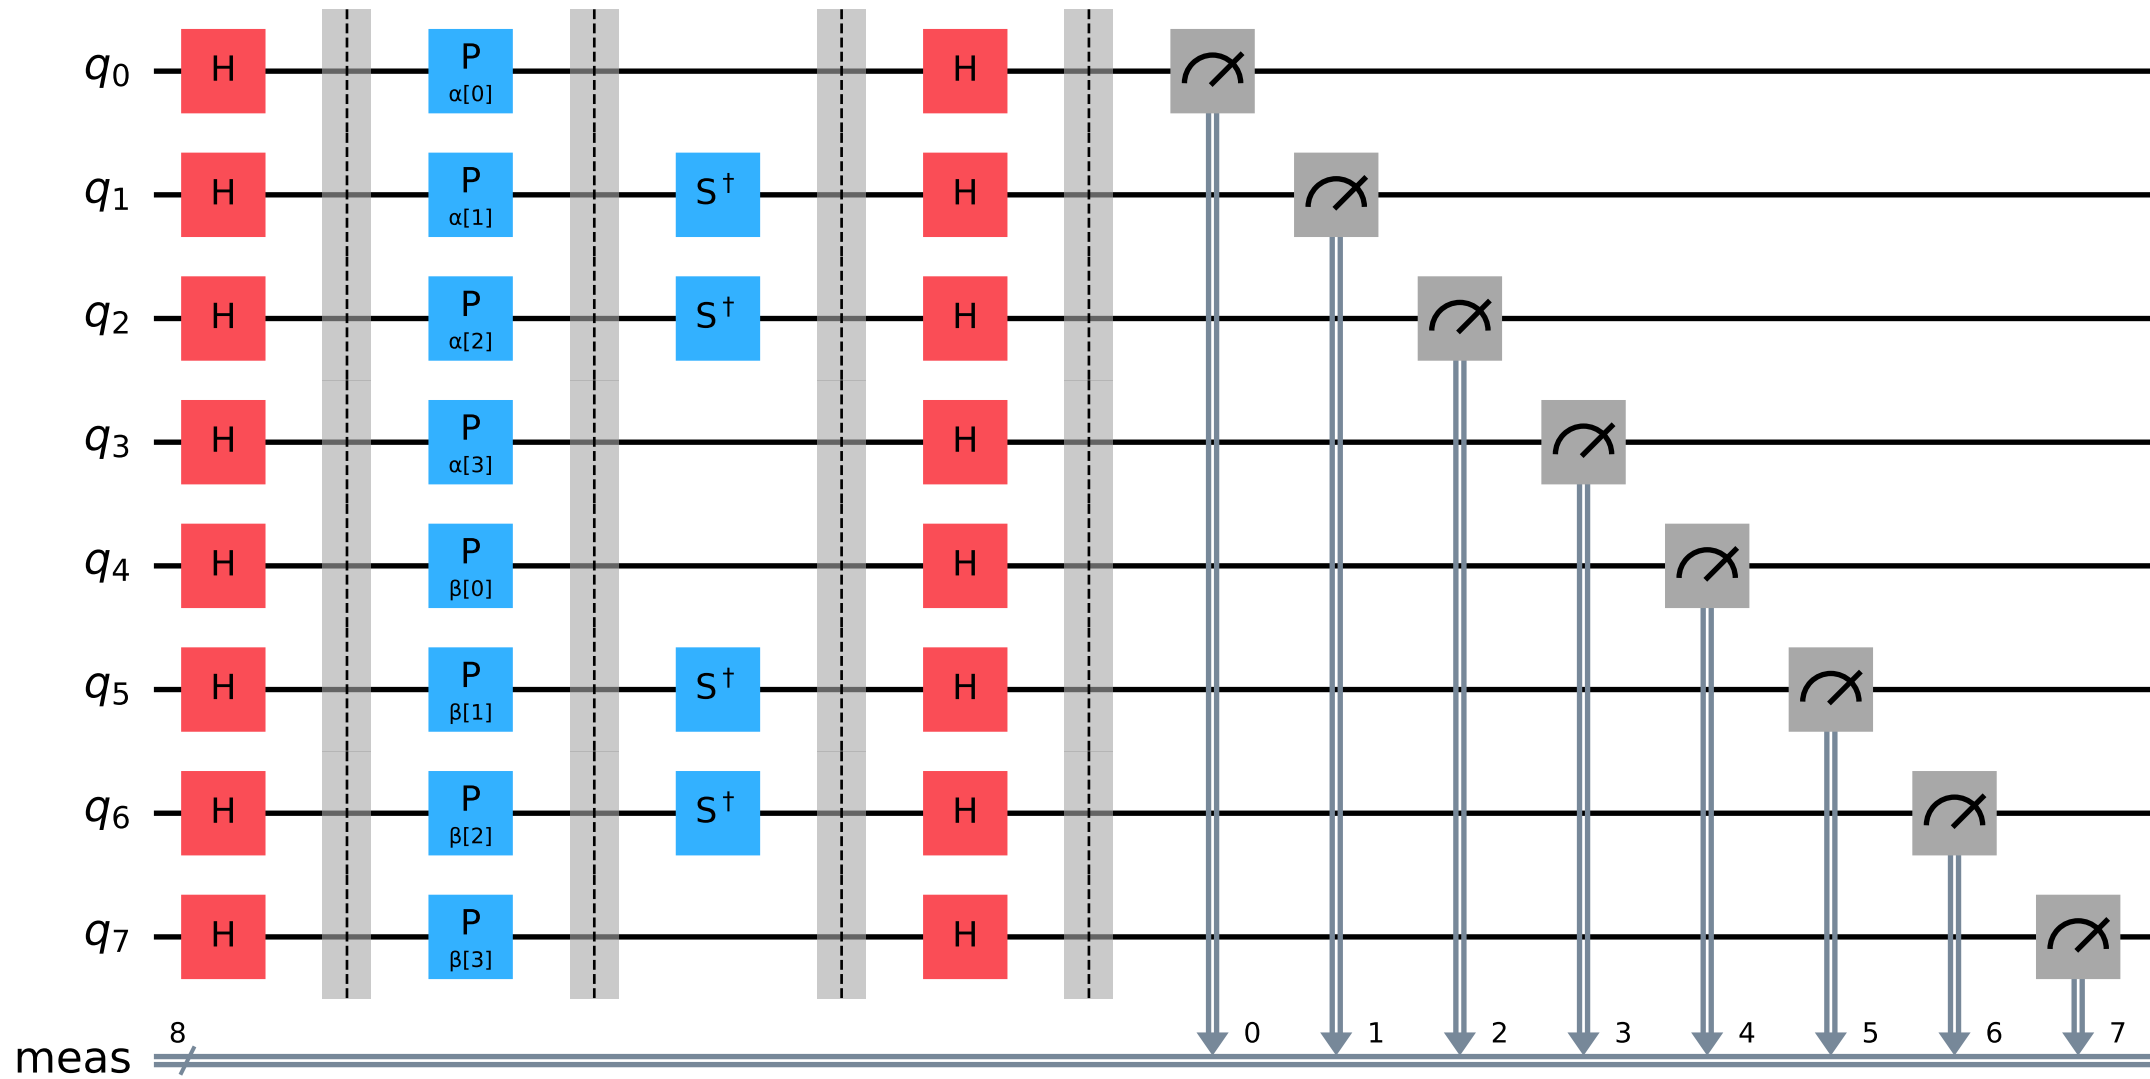 q0 H P α[0] H
q1 H P α[1] S† H
q2 H P α[2] S† H
q3 H P α[3] H
q4 H P β[0] H
q5 H P β[1] S† H
q6 H P β[2] S† H
q7 H P β[3] H
8 0 1 2 3 4 5 6 7
meas